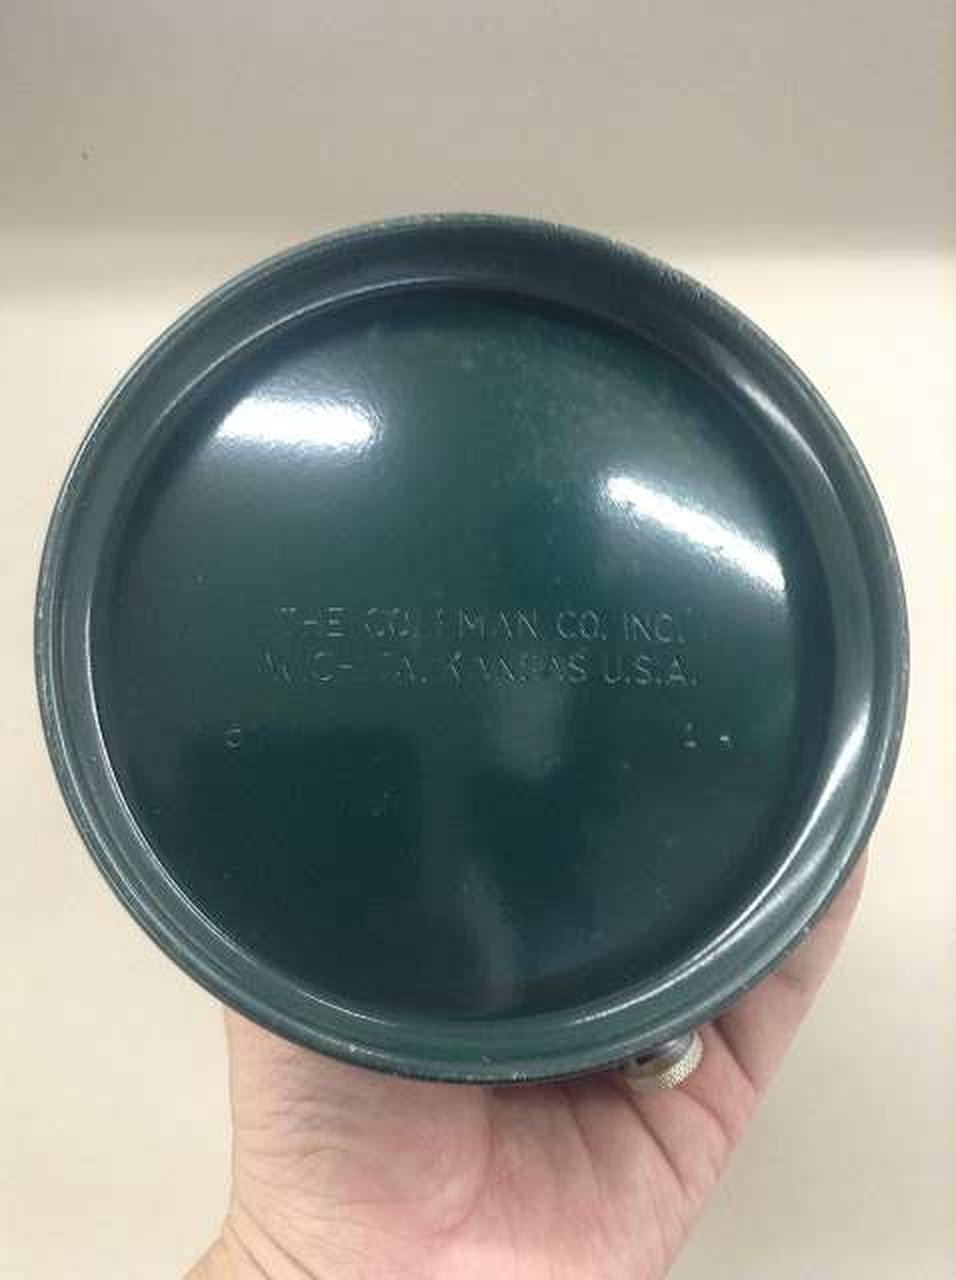 THE COLEMAN CO. INC.
WICHITA, KANSAS U.S.A.